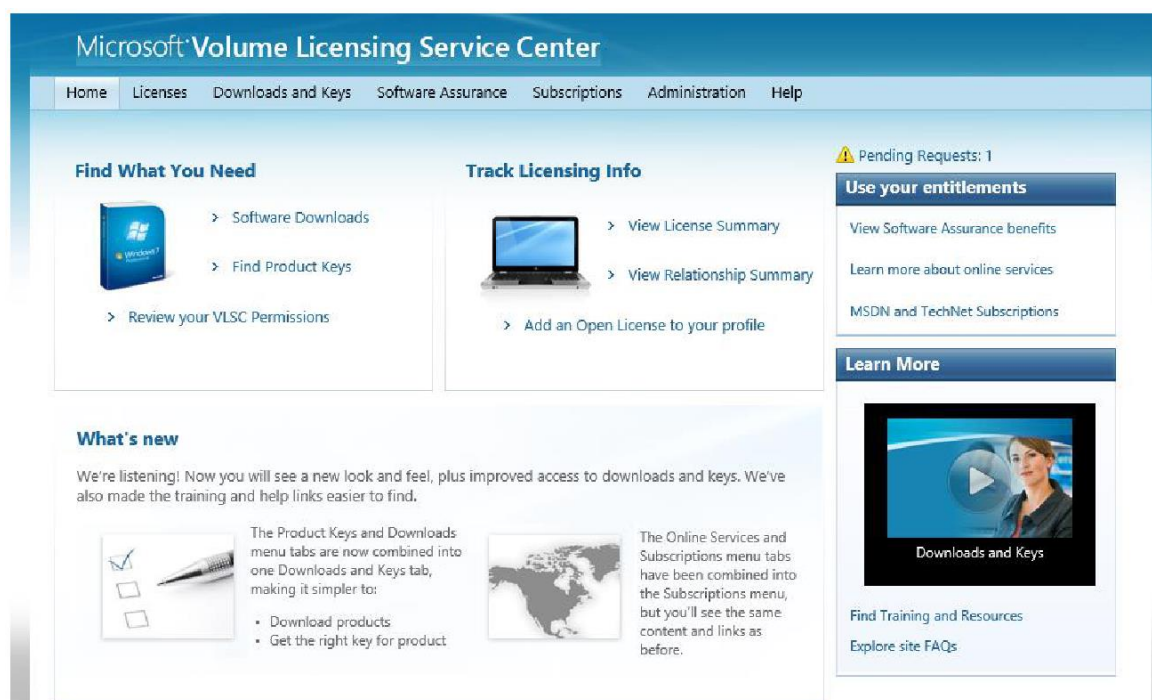 Microsoft Volume Licensing Service Center
Home Licenses Downloads and Keys Software Assurance Subscriptions Administration Help
Find What You Need
Windows 7
Software Downloads
Find Product Keys
Review your VLSC Permissions
Track Licensing Info
View License Summary
View Relationship Summary
Add an Open License to your profile
Pending Requests: 1
Use your entitlements
View Software Assurance benefits
Learn more about online services
MSDN and TechNet Subscriptions
Learn More
Downloads and Keys
Find Training and Resources
Explore site FAQs
What's new
We're listening! Now you will see a new look and feel, plus improved access to downloads and keys. We've
also made the training and help links easier to find.
The Product Keys and Downloads
menu tabs are now combined into
one Downloads and Keys tab,
making it simpler to:
• Download products
• Get the right key for product
The Online Services and
Subscriptions menu tabs
have been combined into
the Subscriptions menu,
but you'll see the same
content and links as
before.